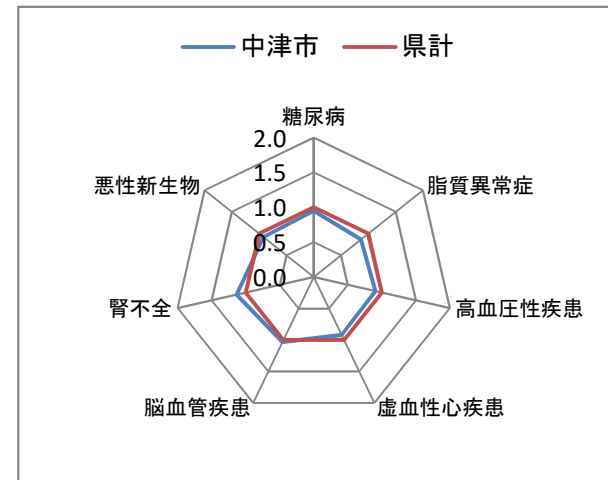 中津市 県計
糖尿病
2.0
1.5
1.0
0.5
0.0
脂質異常症
高血圧性疾患
虚血性心疾患
脳血管疾患
腎不全
悪性新生物